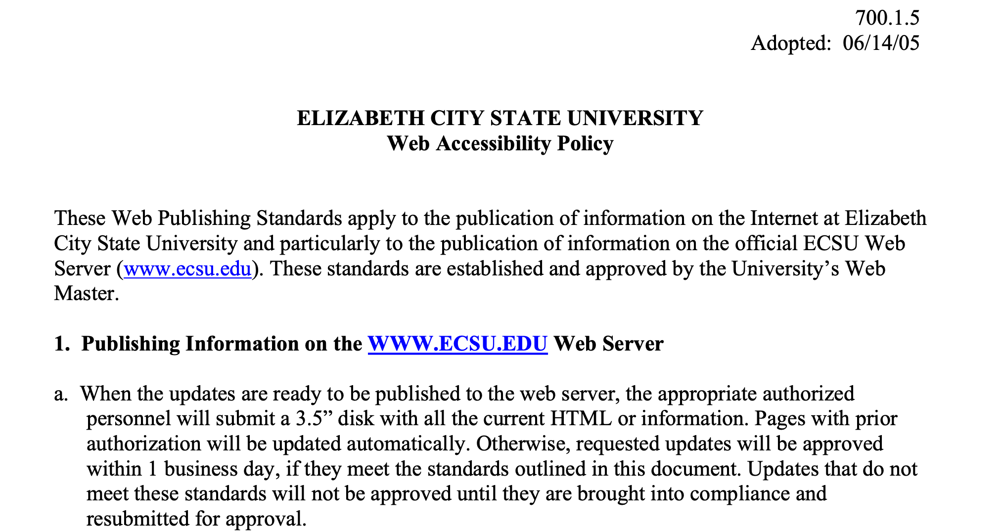 700.1.5
Adopted:  06/14/05
ELIZABETH CITY STATE UNIVERSITY
Web Accessibility Policy
These Web Publishing Standards apply to the publication of information on the Internet at Elizabeth
City State University and particularly to the publication of information on the official ECSU Web
Server (www.ecsu.edu). These standards are established and approved by the University’s Web
Master.
1.  Publishing Information on the WWW.ECSU.EDU Web Server
a.  When the updates are ready to be published to the web server, the appropriate authorized
personnel will submit a 3.5” disk with all the current HTML or information. Pages with prior
authorization will be updated automatically. Otherwise, requested updates will be approved
within 1 business day, if they meet the standards outlined in this document. Updates that do not
meet these standards will not be approved until they are brought into compliance and
resubmitted for approval.